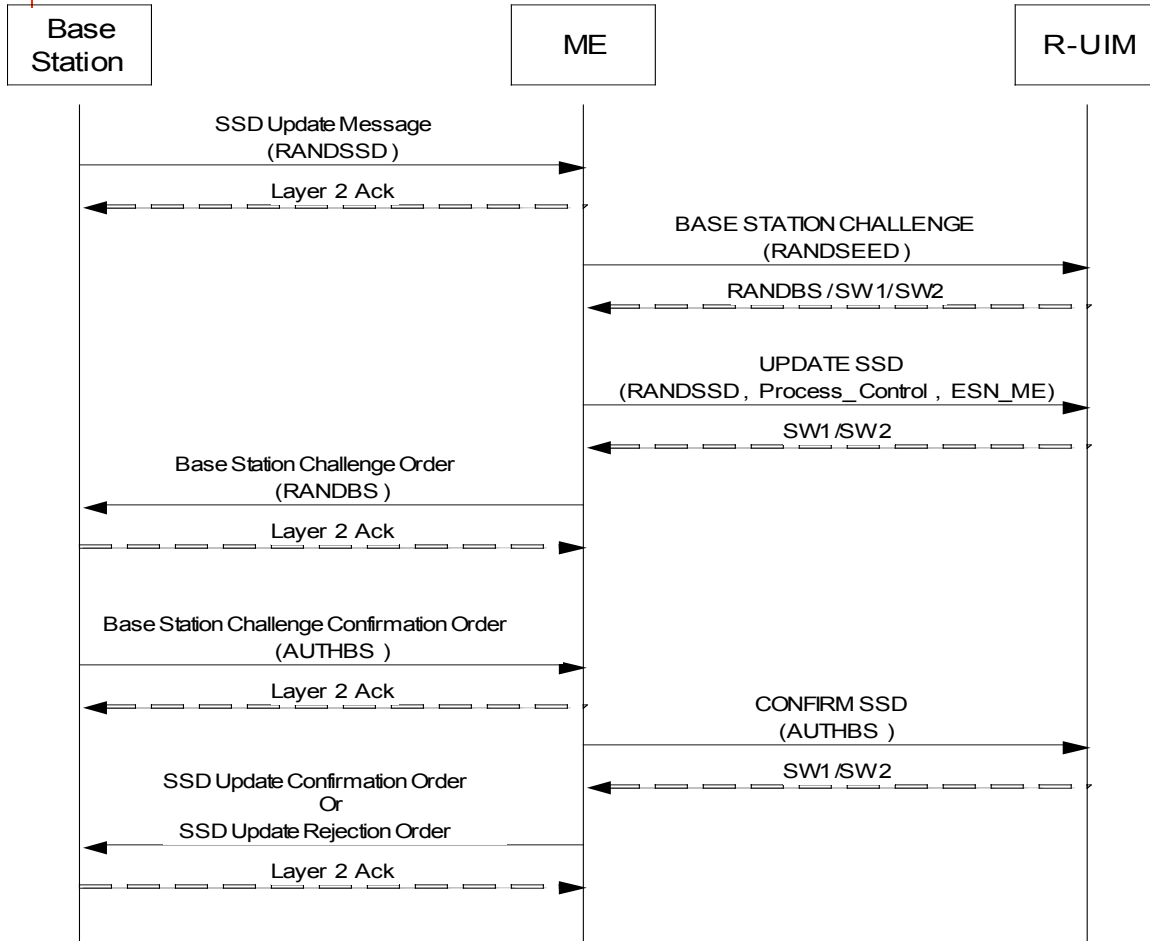 Base
Station
ME
R-UIM
SSD Update Message
(RANDSSD)
Layer 2 Ack
BASE STATION CHALLENGE
(RANDSEED)
RANDBS/SW1/SW2
UPDATE SSD
(RANDSSD, Process_Control, ESN_ME)
SW1/SW2
Base Station Challenge Order
(RANDBS)
Layer 2 Ack
Base Station Challenge Confirmation Order
(AUTHBS)
Layer 2 Ack
CONFIRM SSD
(AUTHBS)
SW1/SW2
SSD Update Confirmation Order
Or
SSD Update Rejection Order
Layer 2 Ack